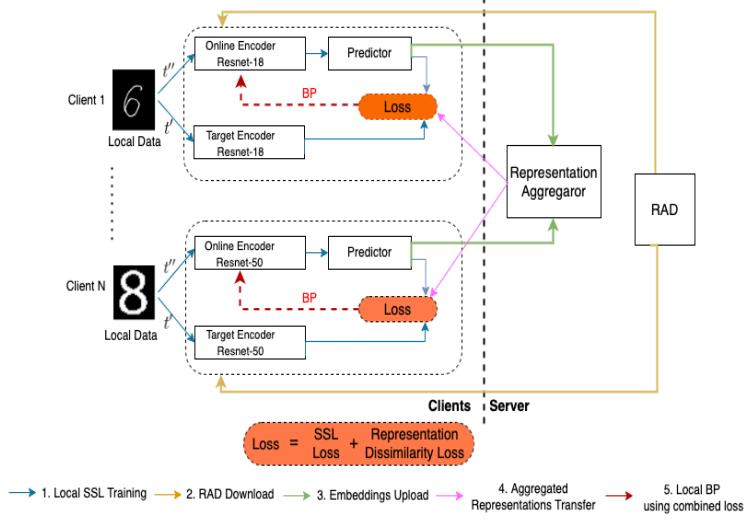 Online Encoder
Resnet-18
Predictor
t''
BP
Loss
Client 1
6
t'
Local Data
Target Encoder
Resnet-18
Representation
Aggregaror
RAD
Online Encoder
Resnet-50
Predictor
t''
BP
Loss
Client N
8
t'
Local Data
Target Encoder
Resnet-50
Clients
Server
Loss = SSL Loss + Representation Dissimilarity Loss
1. Local SSL Training
2. RAD Download
3. Embeddings Upload
4. Aggregated
Representations Transfer
5. Local BP
using combined loss